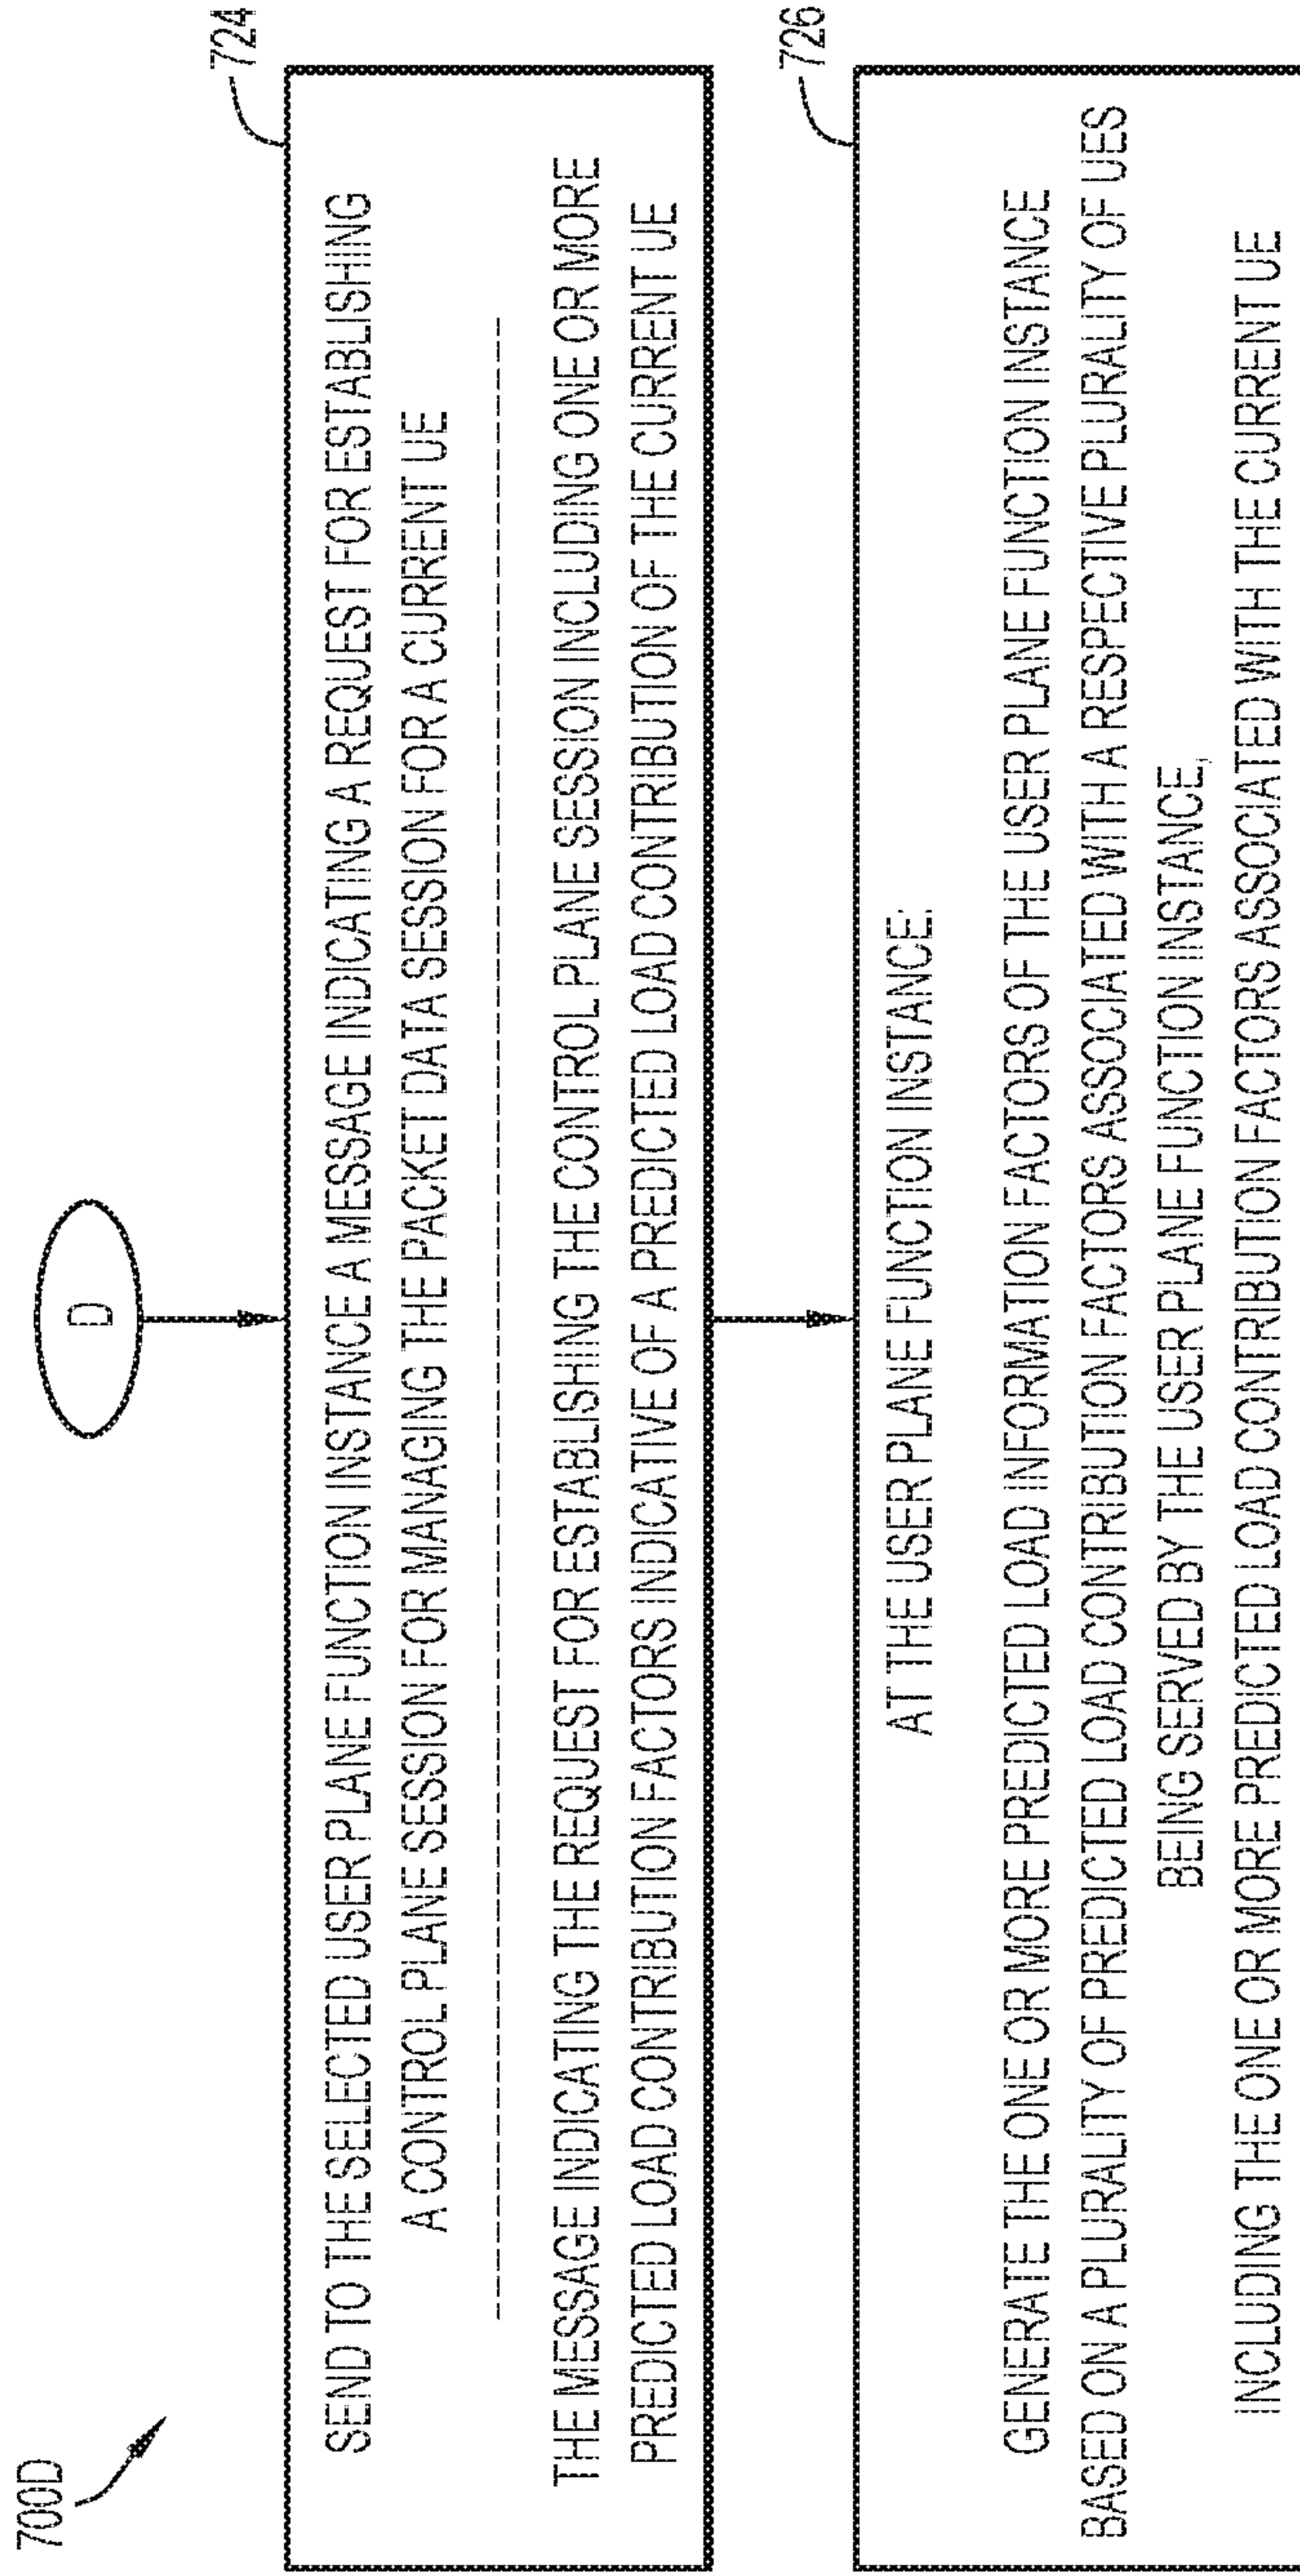 700D
D
724
SEND TO THE SELECTED USER PLANE FUNCTION INSTANCE A MESSAGE INDICATING A REQUEST FOR ESTABLISHING
A CONTROL PLANE SESSION FOR MANAGING THE PACKET DATA SESSION FOR A CURRENT UE
THE MESSAGE INDICATING THE REQUEST FOR ESTABLISHING THE CONTROL PLANE SESSION INCLUDING ONE OR MORE
PREDICTED LOAD CONTRIBUTION FACTORS INDICATIVE OF A PREDICTED LOAD CONTRIBUTION OF THE CURRENT UE
726
AT THE USER PLANE FUNCTION INSTANCE:
GENERATE THE ONE OR MORE PREDICTED LOAD INFORMATION FACTORS OF THE USER PLANE FUNCTION INSTANCE
BASED ON A PLURALITY OF PREDICTED LOAD CONTRIBUTION FACTORS ASSOCIATED WITH A RESPECTIVE PLURALITY OF UES
BEING SERVED BY THE USER PLANE FUNCTION INSTANCE,
INCLUDING THE ONE OR MORE PREDICTED LOAD CONTRIBUTION FACTORS ASSOCIATED WITH THE CURRENT UE